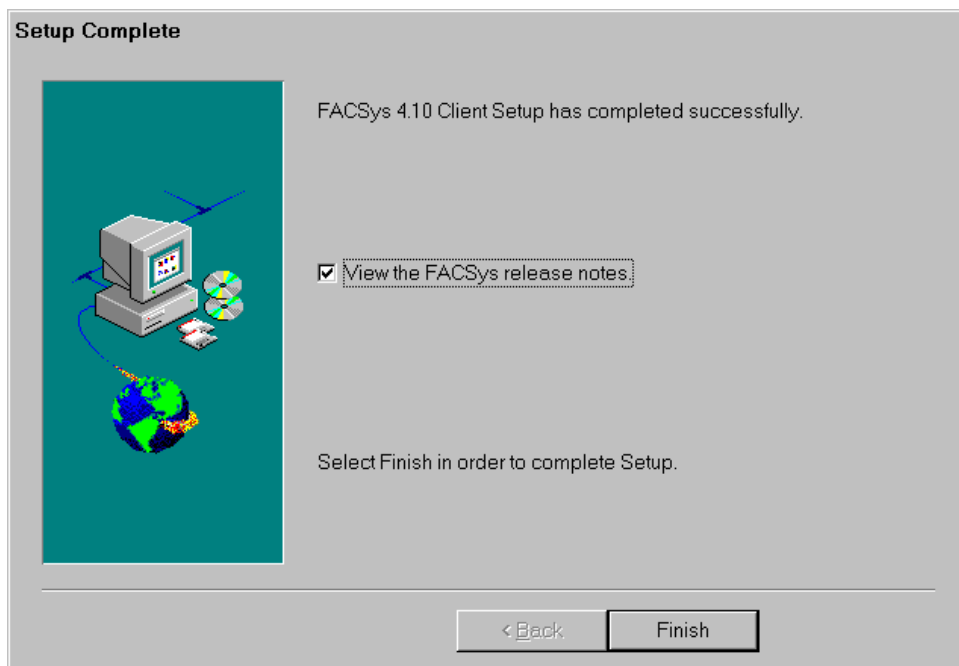 Setup Complete
FACSys 4.10 Client Setup has completed successfully.
View the FACSys release notes.
Select Finish in order to complete Setup.
< Back
Finish